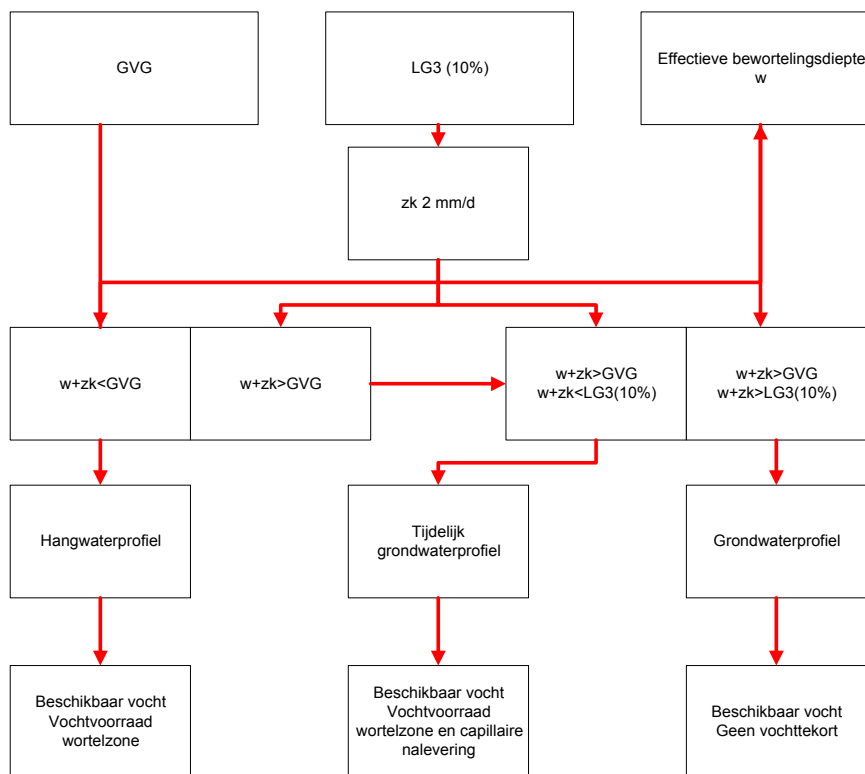 GVG
LG3 (10%)
Effectieve bewortelingsdiepte
w
zk 2 mm/d
w+zk<GVG
w+zk>GVG
w+zk>GVG
w+zk<LG3(10%)
w+zk>GVG
w+zk>LG3(10%)
Hangwaterprofiel
Tijdelijk
grondwaterprofiel
Grondwaterprofiel
Beschikbaar vocht
Vochtvoorraad
wortelzone
Beschikbaar vocht
Vochtvoorraad
wortelzone en capillaire
nalevering
Beschikbaar vocht
Geen vochttekort